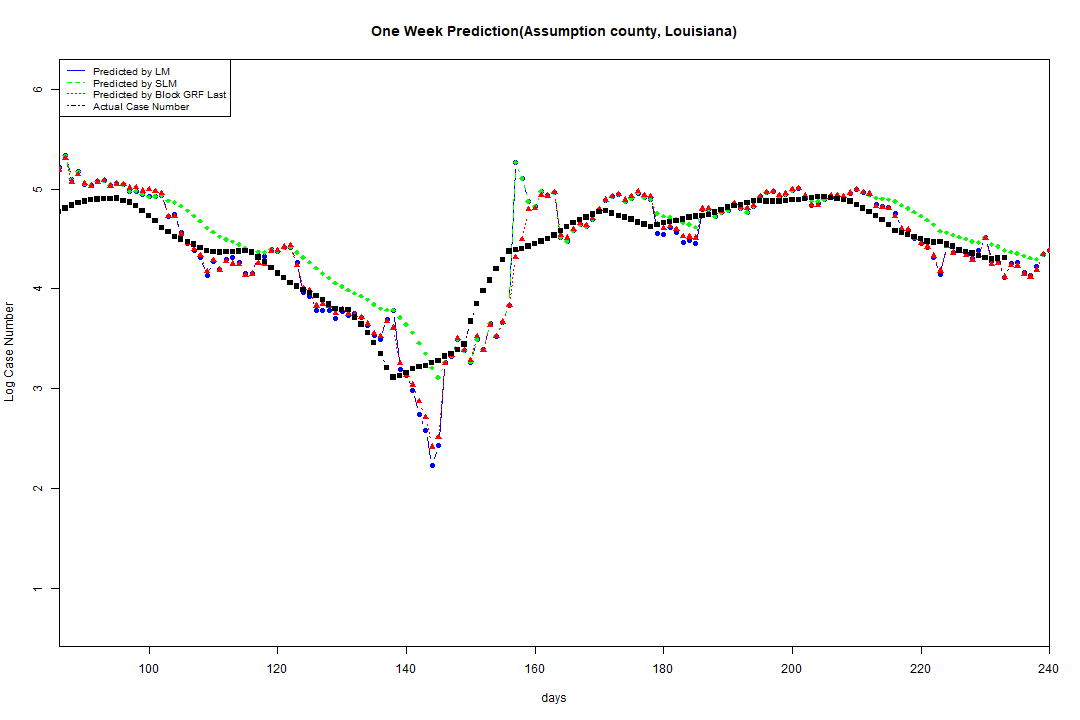 One Week Prediction(Assumption county, Louisiana)
Predicted by LM
Predicted by SLM
Predicted by Block GRF Last
Actual Case Number
6
5
4
3
2
1
Log Case Number
100 120 140 160 180 200 220 240
days